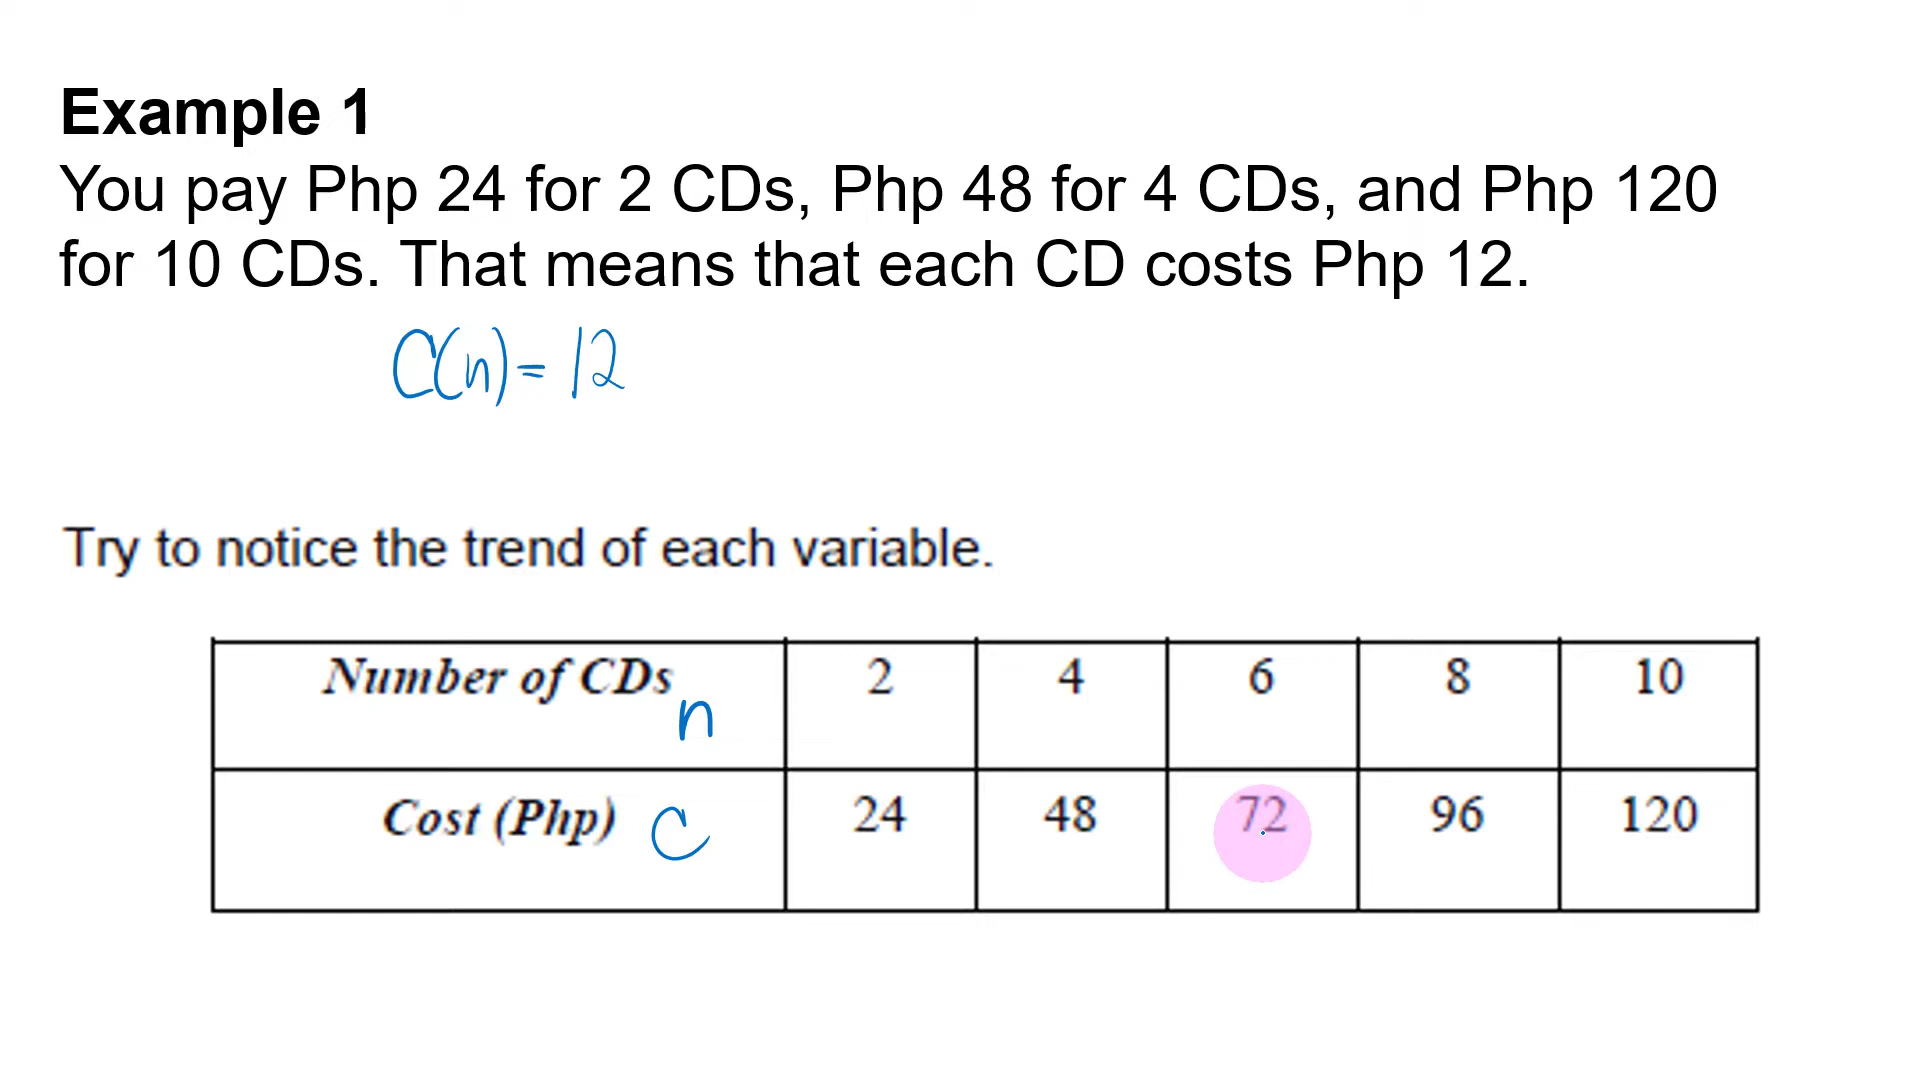 Example 1
You pay Php 24 for 2 CDs, Php 48 for 4 CDs, and Php 120
for 10 CDs. That means that each CD costs Php 12.
C(n) = 12
Try to notice the trend of each variable.
Number of CDs n 2 4 6 8 10
Cost (Php) C 24 48 72 96 120